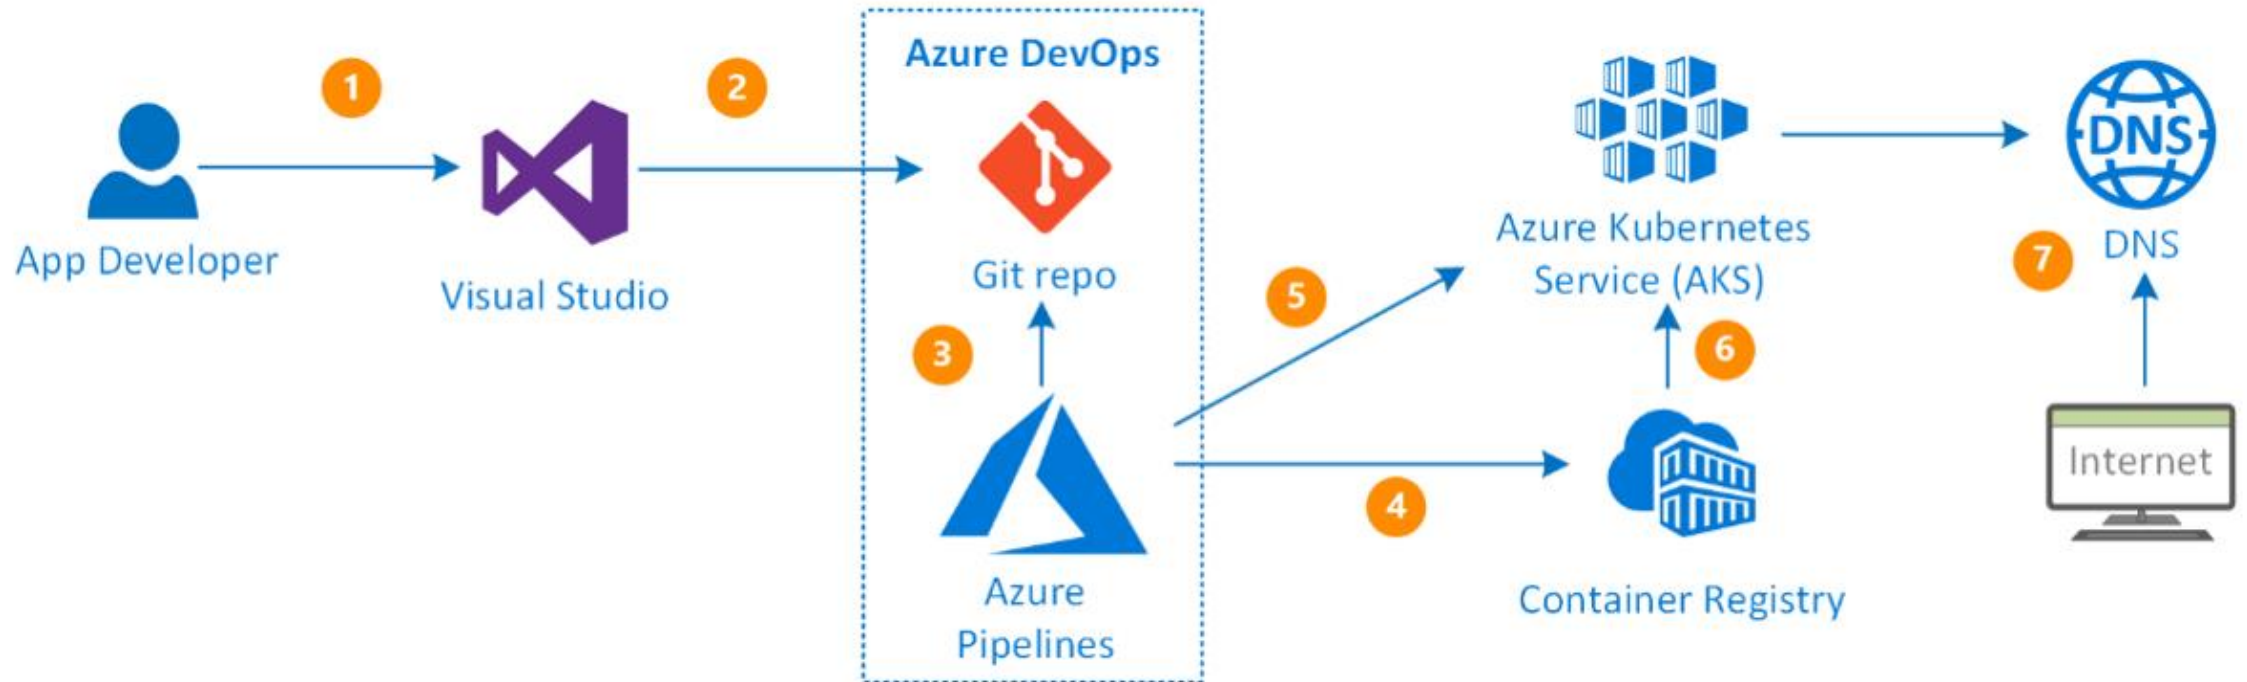 1
App Developer
2
Visual Studio
Azure DevOps
Git repo
3
Azure
Pipelines
5
4
Azure Kubernetes
Service (AKS)
6
Container Registry
DNS
7
DNS
Internet